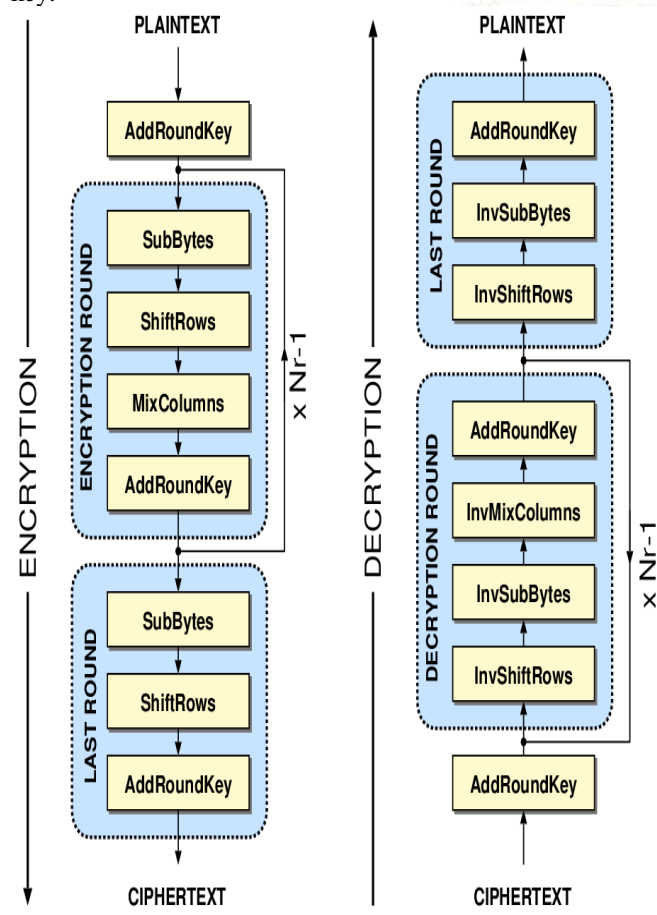 key.
PLAINTEXT
AddRoundKey
ENCRYPTION ROUND
SubBytes
ShiftRows
MixColumns
AddRoundKey
x Nr-1
LAST ROUND
SubBytes
ShiftRows
AddRoundKey
CIPHERTEXT
ENCRYPTION
PLAINTEXT
LAST ROUND
AddRoundKey
InvSubBytes
InvShiftRows
DECRYPTION ROUND
AddRoundKey
InvMixColumns
InvSubBytes
InvShiftRows
x Nr-1
AddRoundKey
CIPHERTEXT
DECRYPTION